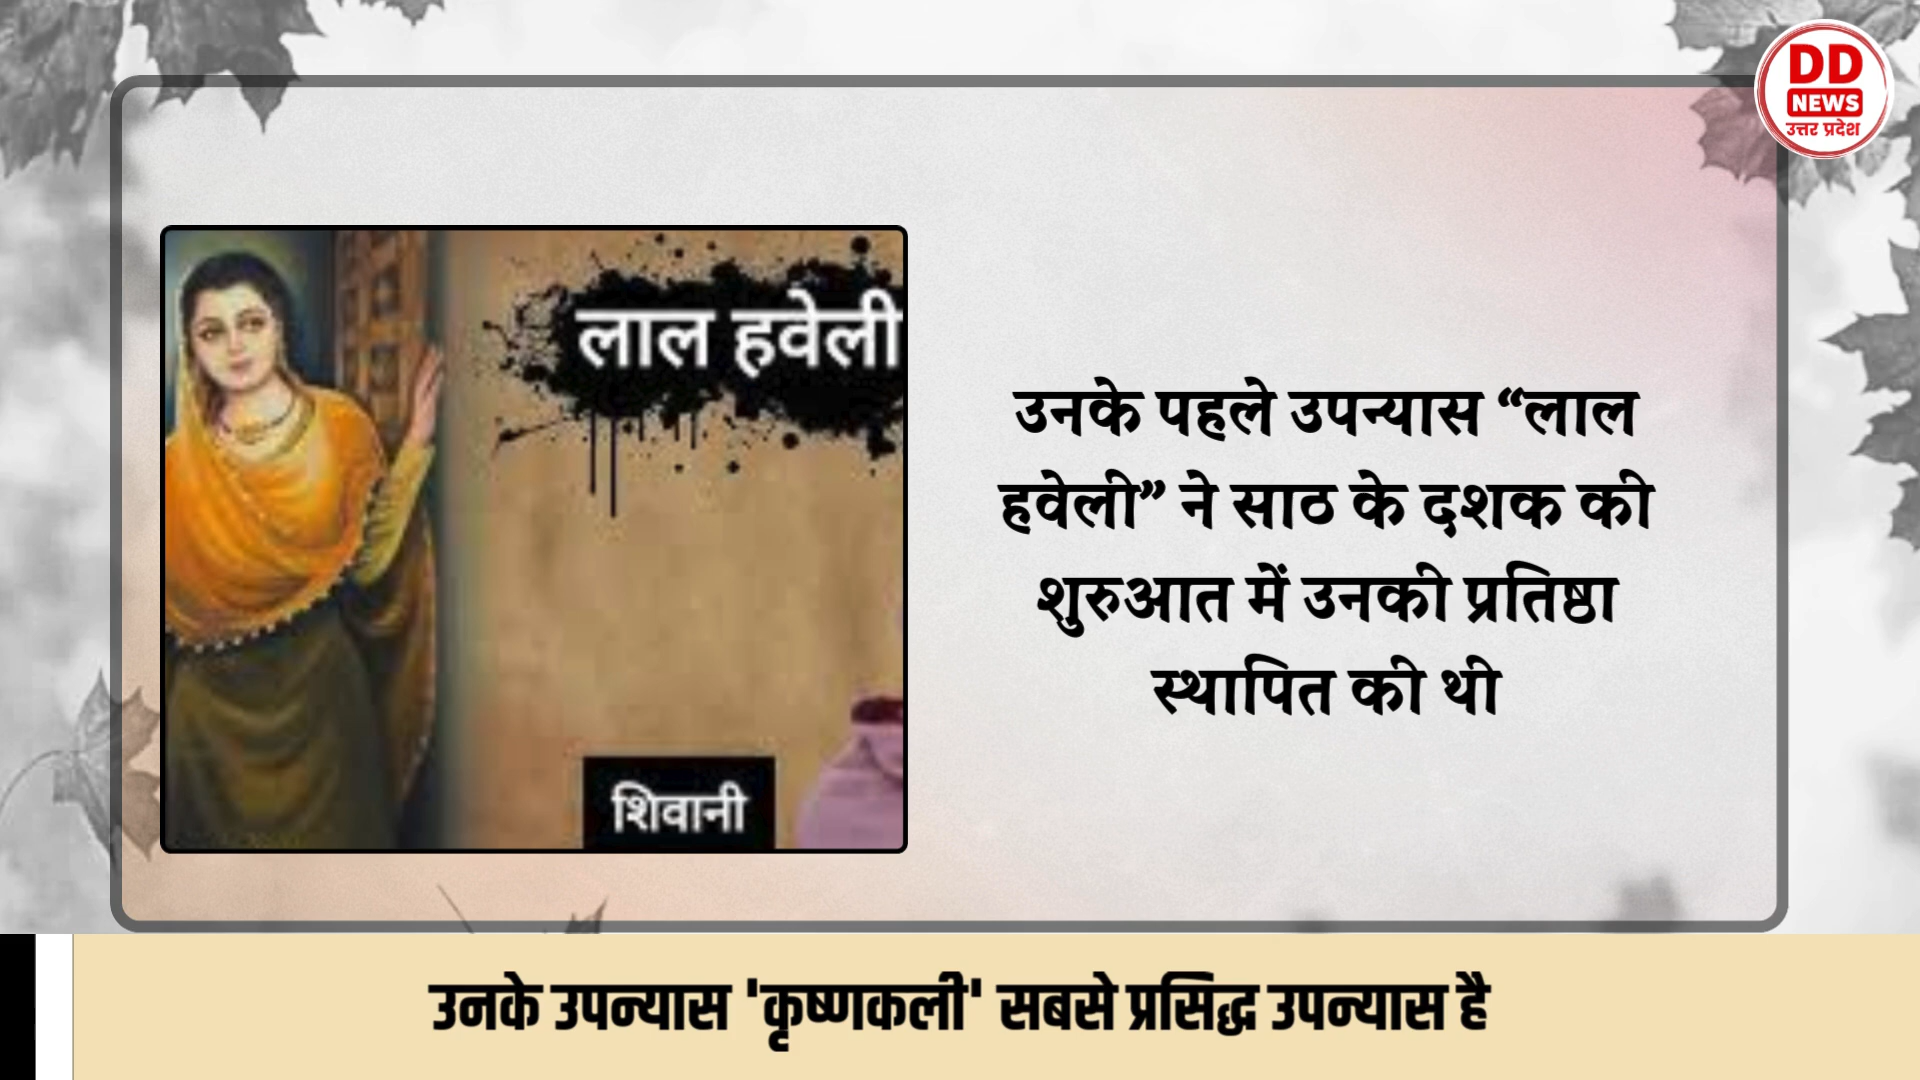 DD
NEWS
उत्तर प्रदेश
लाल हवेली
शिवानी
उनके पहले उपन्यास “लाल
हवेली” ने साठ के दशक की
शुरुआत में उनकी प्रतिष्ठा
स्थापित की थी
उनके उपन्यास 'कृष्णकली' सबसे प्रसिद्ध उपन्यास है